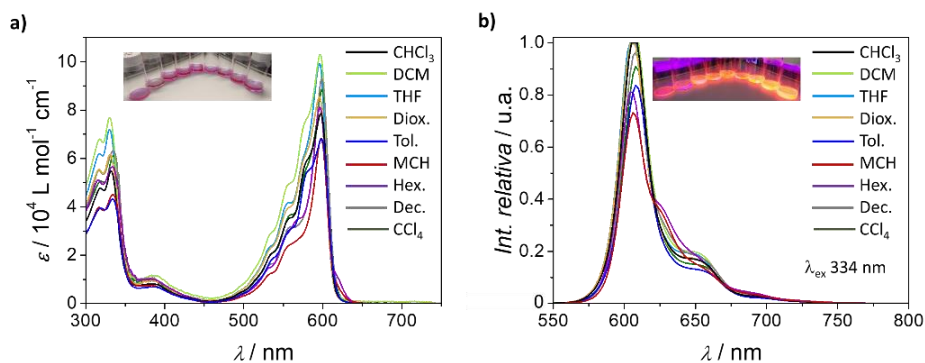 a)
ε / 10⁴ L mol⁻¹ cm⁻¹
10
8
6
4
2
0
300 400 500 600 700
λ / nm
CHCl₃
DCM
THF
Diox.
Tol.
MCH
Hex.
Dec.
CCl₄
b)
Int. relativa / u.a.
1.0
0.8
0.6
0.4
0.2
0.0
550 600 650 700 750 800
λ / nm
CHCl₃
DCM
THF
Diox.
Tol.
MCH
Hex.
Dec.
CCl₄
λₑₓ 334 nm